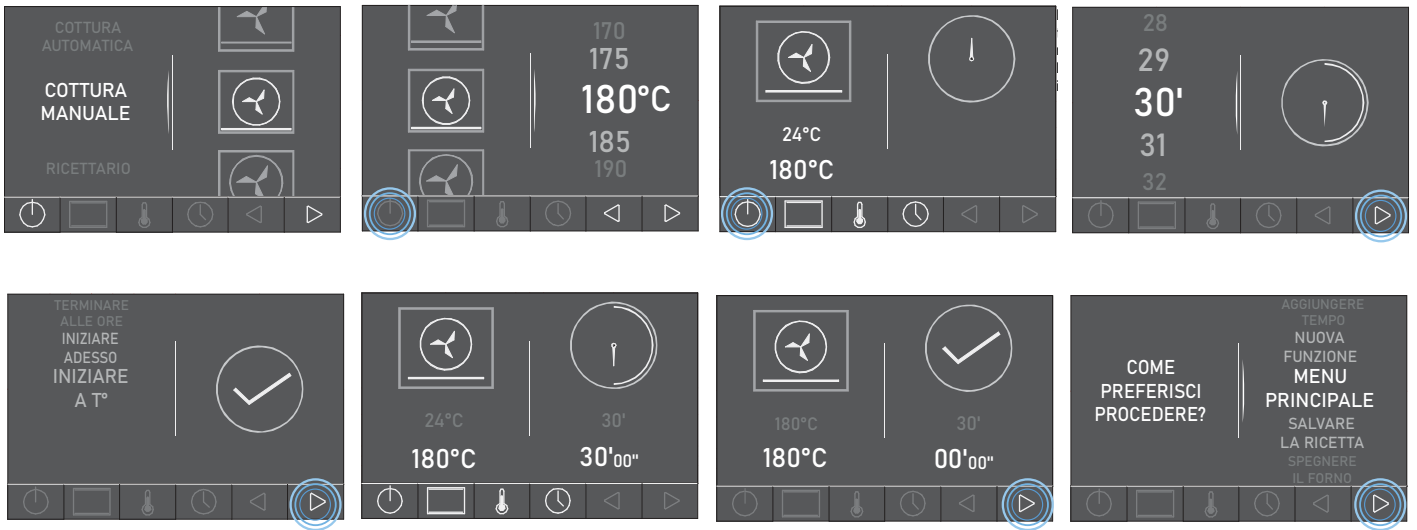 COTTURA
AUTOMATICA
COTTURA
MANUALE
RICETTARIO
170
175
180°C
185
190
24°C
180°C
28
29
30'
31
32
TERMINARE
ALLE ORE
INIZIARE
ADESSO
INIZIARE
A T°
24°C
180°C
30'
30'00"
180°C
180°C
30'
00'00"
COME
PREFERISCI
PROCEDERE?
AGGIUNGERE
TEMPO
NUOVA
FUNZIONE
MENU
PRINCIPALE
SALVARE
LA RICETTA
SPEGNERE
IL FORNO